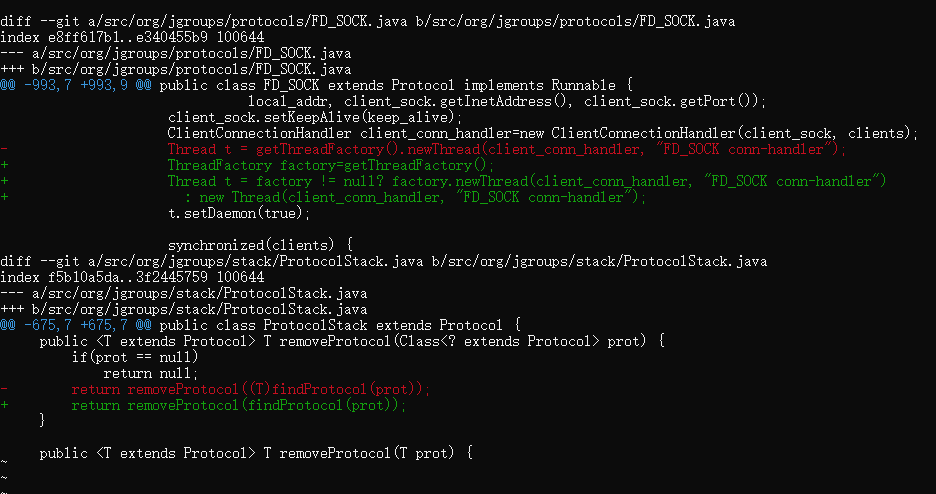 diff --git a/src/org/jgroups/protocols/FD_SOCK.java b/src/org/jgroups/protocols/FD_SOCK.java
index e8ff617b1..e340455b9 100644
--- a/src/org/jgroups/protocols/FD_SOCK.java
+++ b/src/org/jgroups/protocols/FD_SOCK.java
@@ -993,7 +993,9 @@ public class FD_SOCK extends Protocol implements Runnable {
                               local_addr, client_sock.getInetAddress(), client_sock.getPort());
                     client_sock.setKeepAlive(keep_alive);
                     ClientConnectionHandler client_conn_handler=new ClientConnectionHandler(client_sock, clients);
-                    Thread t = getThreadFactory().newThread(client_conn_handler, "FD_SOCK conn-handler");
+                    ThreadFactory factory=getThreadFactory();
+                    Thread t = factory != null? factory.newThread(client_conn_handler, "FD_SOCK conn-handler")
+                      : new Thread(client_conn_handler, "FD_SOCK conn-handler");
                     t.setDaemon(true);
                     synchronized(clients) {
diff --git a/src/org/jgroups/stack/ProtocolStack.java b/src/org/jgroups/stack/ProtocolStack.java
index f5b10a5da..3f2445759 100644
--- a/src/org/jgroups/stack/ProtocolStack.java
+++ b/src/org/jgroups/stack/ProtocolStack.java
@@ -675,7 +675,7 @@ public class ProtocolStack extends Protocol {
     public <T extends Protocol> T removeProtocol(Class<? extends Protocol> prot) {
         if(prot == null)
             return null;
-        return removeProtocol((T)findProtocol(prot));
+        return removeProtocol(findProtocol(prot));
     }
     public <T extends Protocol> T removeProtocol(T prot) {
~
~
~